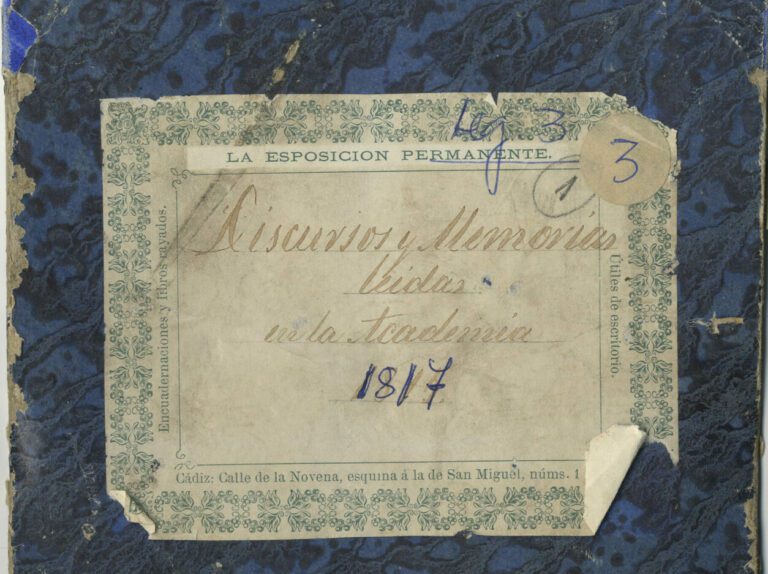 Leg 3
3
LA ESPOSICION PERMANENTE.
1
Discursos y Memorias
leidas
en la Academia
1817
Encuadernaciones y libros rayados.
Útiles de escritorio.
Cádiz: Calle de la Novena, esquina á la de San Miguel, núms. 1